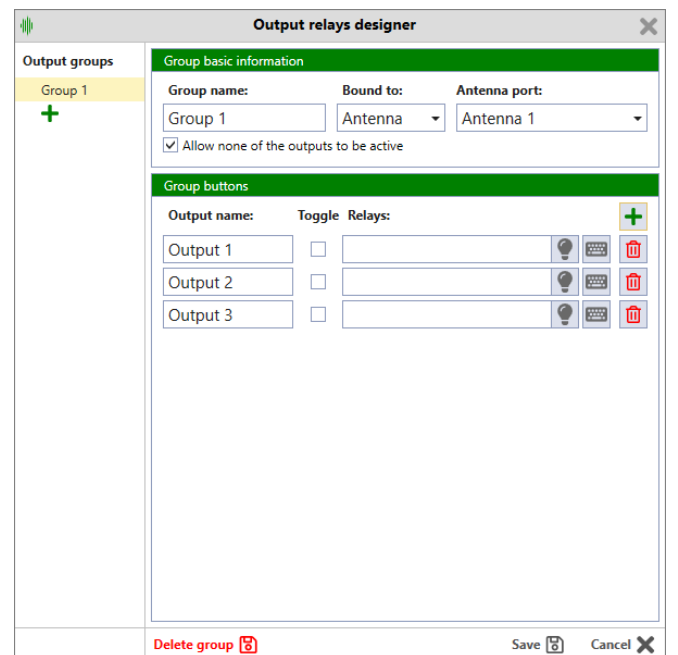 Output relays designer
Output groups
Group 1
Group basic information
Group name: Bound to: Antenna port:
Group 1 Antenna Antenna 1
Allow none of the outputs to be active
Group buttons
Output name: Toggle Relays:
Output 1
Output 2
Output 3
Delete group Save Cancel